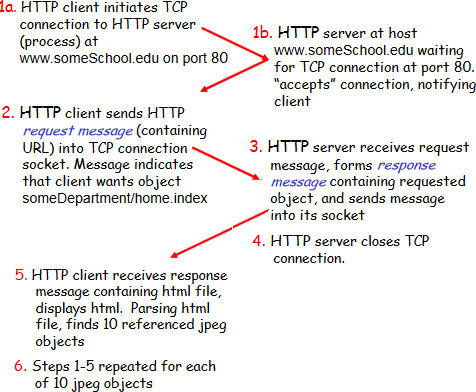 1a. HTTP client initiates TCP
connection to HTTP server
(process) at
www.someSchool.edu on port 80
1b. HTTP server at host
www.someSchool.edu waiting
for TCP connection at port 80.
“accepts” connection, notifying
client
2. HTTP client sends HTTP
request message (containing
URL) into TCP connection
socket. Message indicates
that client wants object
someDepartment/home.index
3. HTTP server receives request
message, forms response
message containing requested
object, and sends message
into its socket
4. HTTP server closes TCP
connection.
5. HTTP client receives response
message containing html file,
displays html. Parsing html
file, finds 10 referenced jpeg
objects
6. Steps 1-5 repeated for each
of 10 jpeg objects